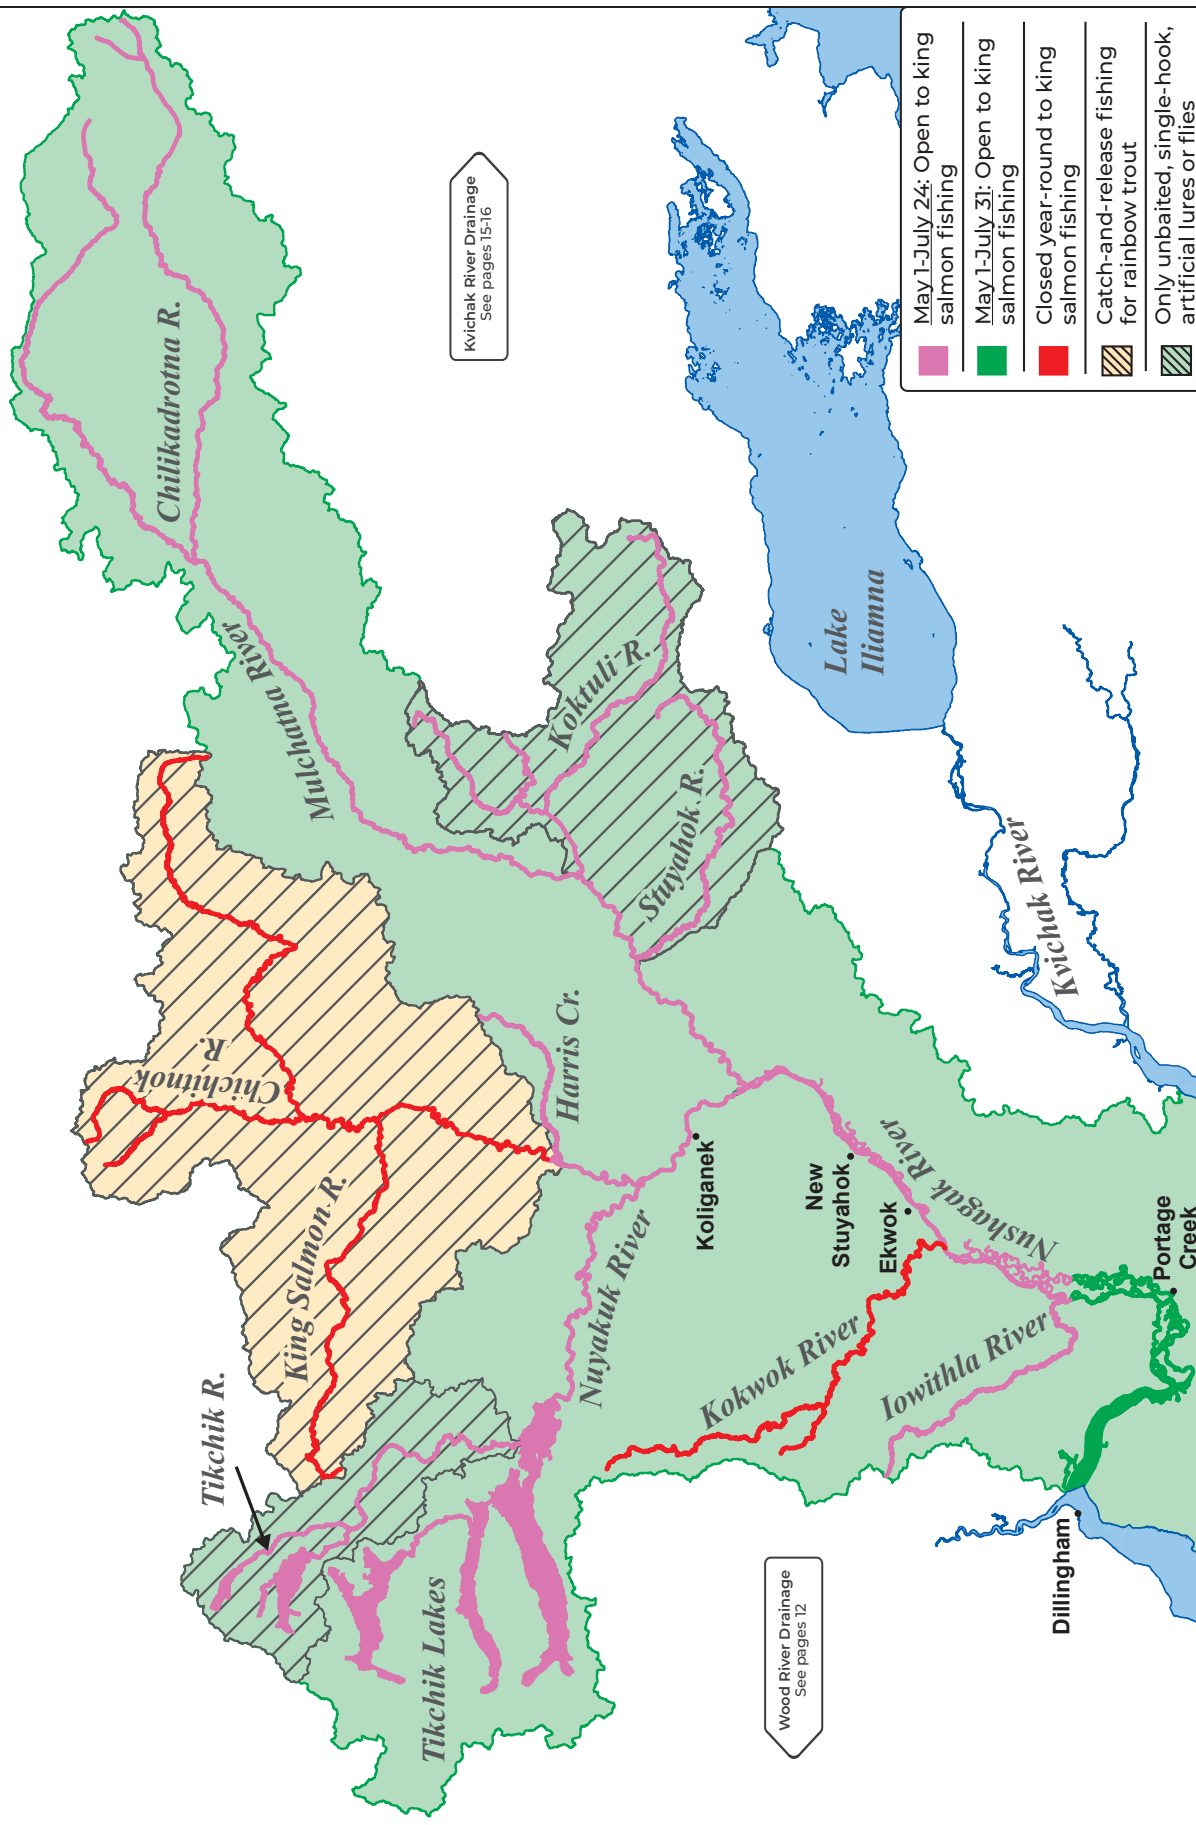 Chilikadrotna R.
Mulchatna River
Koktuli R.
Stuyahok R.
Chichitnok
R.
King Salmon R.
Harris Cr.
Tikchik R.
Nuyakuk River
Tikchik Lakes
Koliganek
New
Stuyahok
Ekwok
Nushagak River
Kokwok River
Iowithla River
Portage
Creek
Dillingham
Lake
Iliamna
Kvichak River
Kvichak River Drainage
See pages 15-16
Wood River Drainage
See pages 12
May 1-July 24: Open to king
salmon fishing
May 1-July 31: Open to king
salmon fishing
Closed year-round to king
salmon fishing
Catch-and-release fishing
for rainbow trout
Only unbaited, single-hook,
artificial lures or flies